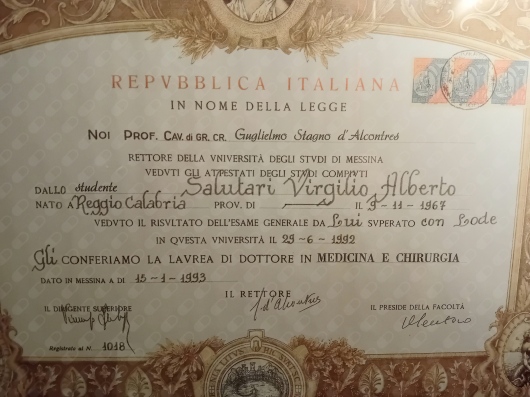 REPVBBLICA ITALIANA
IN NOME DELLA LEGGE
NOI PROF. CAV. di GR. CR. Guglielmo Stagno d'Alcontres
RETTORE DELLA VNIVERSITÀ DEGLI STVDI DI MESSINA
VEDVTI GLI ATTESTATI DEGLI STVDI COMPIVTI
DALLO studente Salutari Virgilio Alberto
NATO A Reggio Calabria PROV. DI IL 9-11-1967
VEDVTO IL RISVLTATO DELL'ESAME GENERALE DA Lui SVPERATO con Lode
IN QVESTA VNIVERSITÀ IL 29-6-1992
Gli CONFERIAMO LA LAVREA DI DOTTORE IN MEDICINA E CHIRVRGIA
DATO IN MESSINA A DI 15-1-1993
IL RETTORE
IL DIRIGENTE SUPERIORE
IL PRESIDE DELLA FACOLTÀ
Registrato al N. 4018